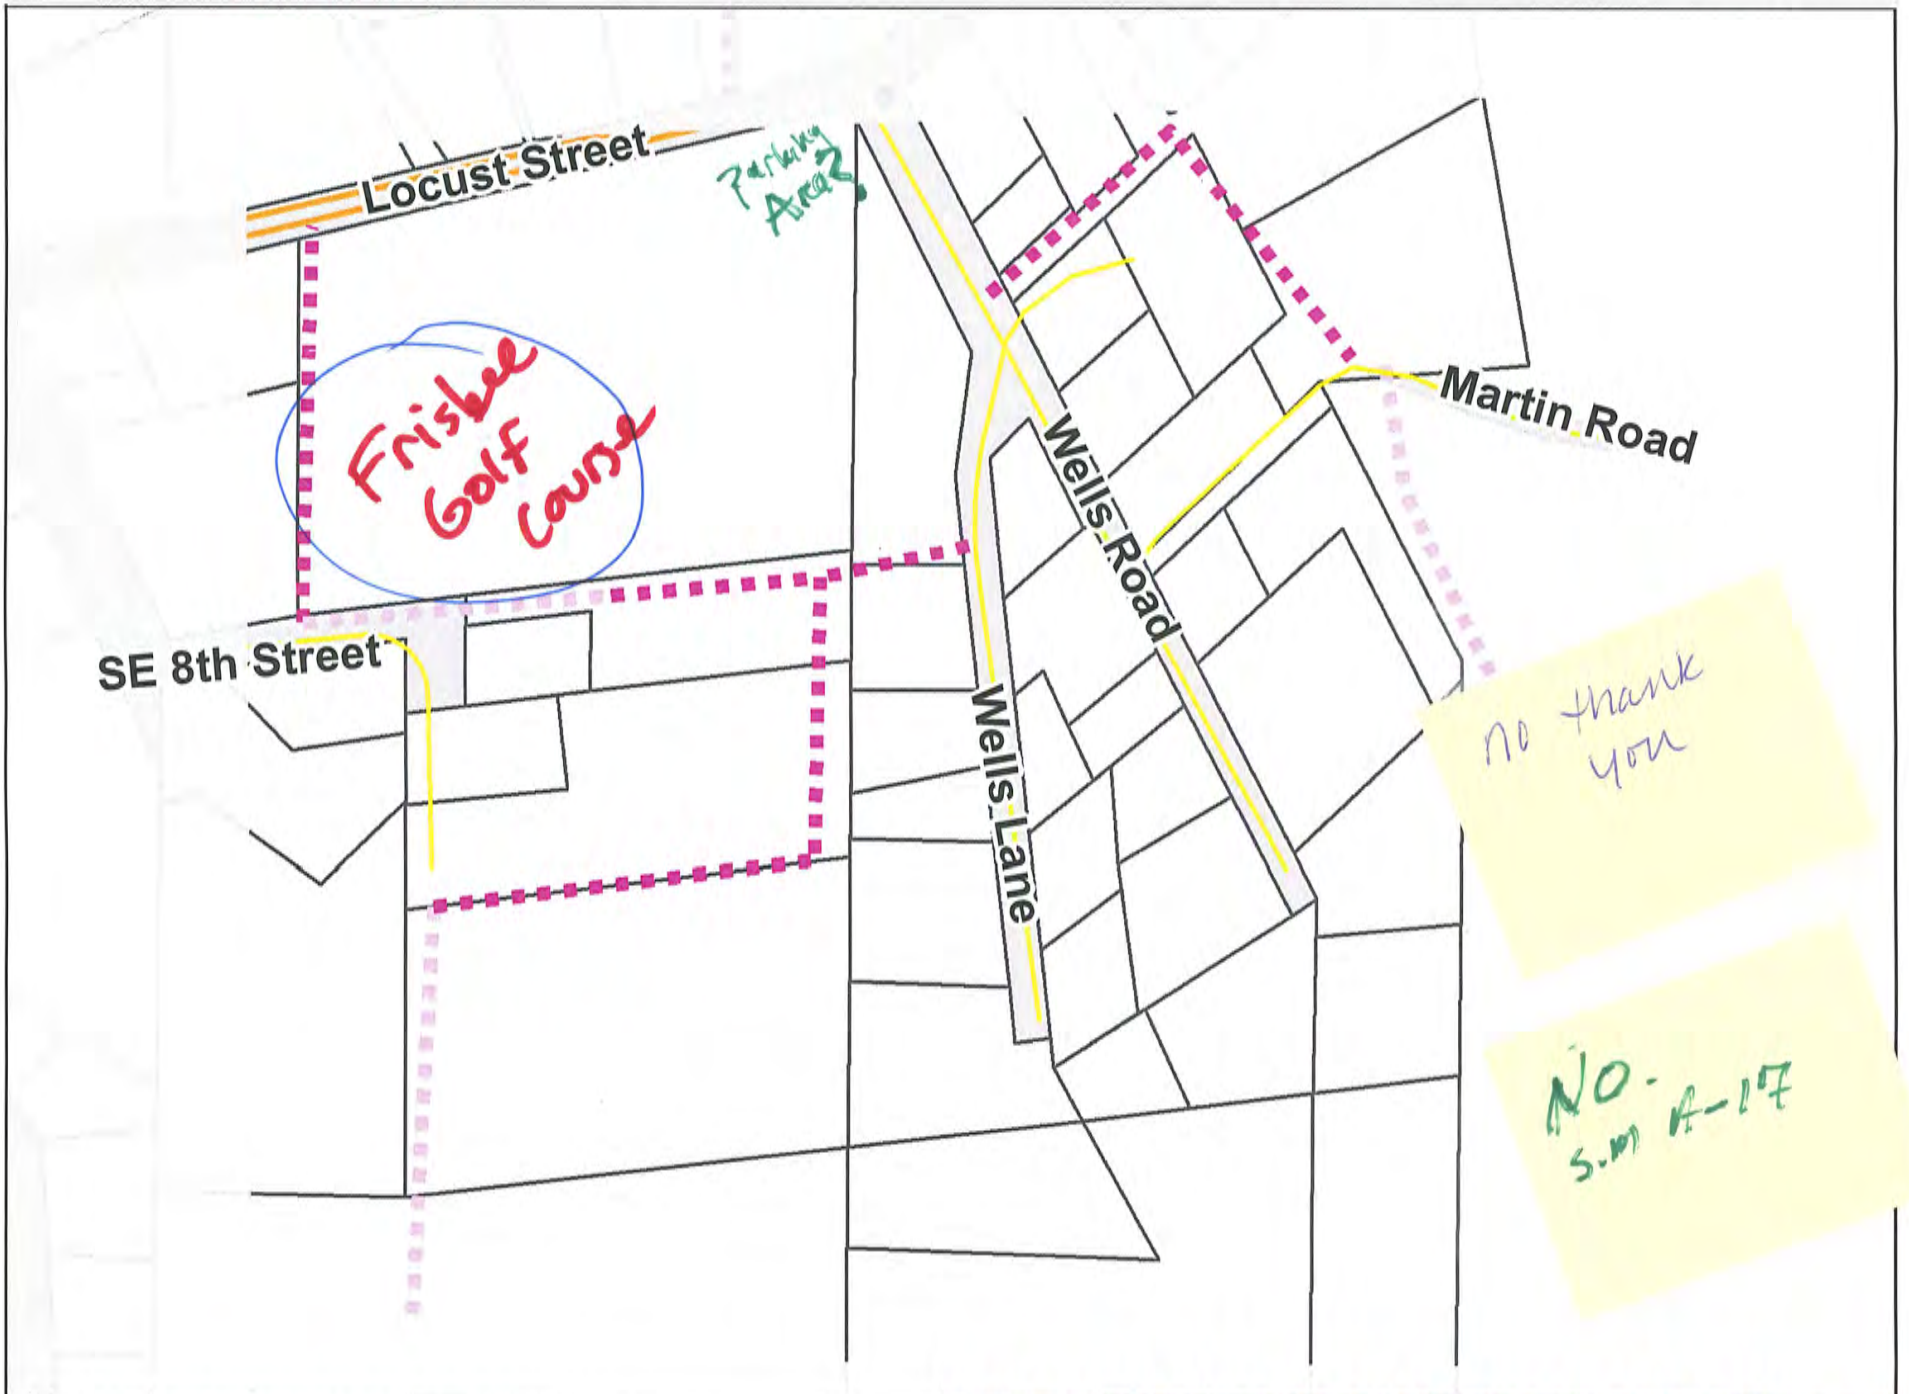 Locust Street
Parking
Area?
Frisbee
Golf
Course
Martin Road
Wells Road
SE 8th Street
Wells Lane
no thank
you
NO.
S.M A-17